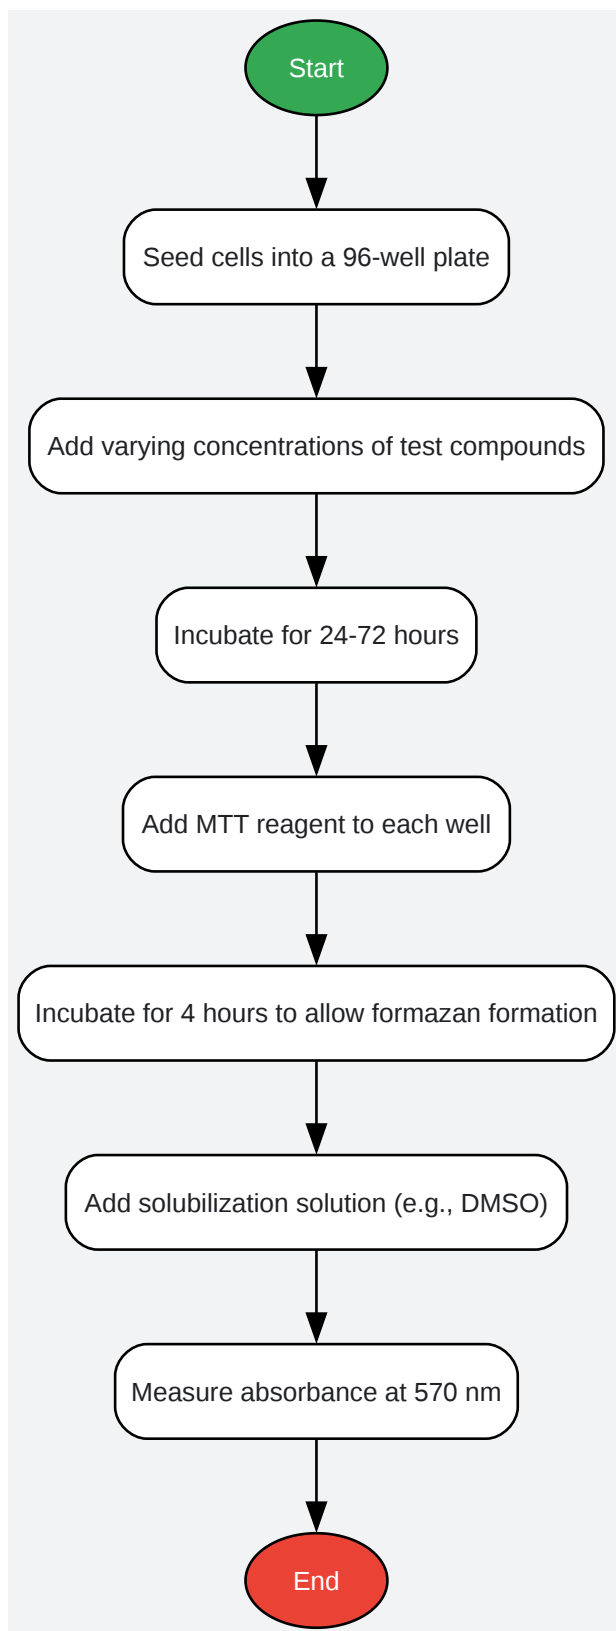 Start
Seed cells into a 96-well plate
Add varying concentrations of test compounds
Incubate for 24-72 hours
Add MTT reagent to each well
Incubate for 4 hours to allow formazan formation
Add solubilization solution (e.g., DMSO)
Measure absorbance at 570 nm
End